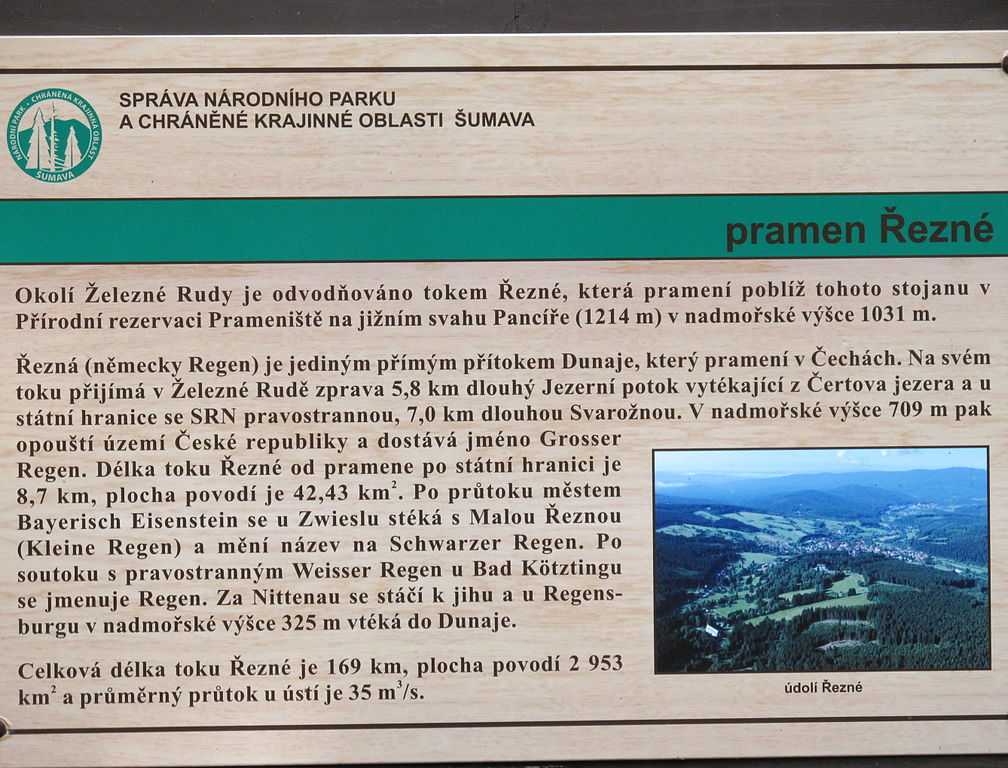 NÁRODNÍ PARK • CHRÁNĚNÁ KRAJINNÁ OBLAST
ŠUMAVA
SPRÁVA NÁRODNÍHO PARKU
A CHRÁNĚNÉ KRAJINNÉ OBLASTI ŠUMAVA
pramen Řezné
Okolí Železné Rudy je odvodňováno tokem Řezné, která pramení poblíž tohoto stojanu v
Přírodní rezervaci Prameniště na jižním svahu Pancíře (1214 m) v nadmořské výšce 1031 m.
Řezná (německy Regen) je jediným přímým přítokem Dunaje, který pramení v Čechách. Na svém
toku přijímá v Železné Rudě zprava 5,8 km dlouhý Jezerní potok vytékající z Čertova jezera a u
státní hranice se SRN pravostrannou, 7,0 km dlouhou Svarožnou. V nadmořské výšce 709 m pak
opouští území České republiky a dostává jméno Grosser
Regen. Délka toku Řezné od pramene po státní hranici je
8,7 km, plocha povodí je 42,43 km². Po průtoku městem
Bayerisch Eisenstein se u Zwieslu stéká s Malou Řeznou
(Kleine Regen) a mění název na Schwarzer Regen. Po
soutoku s pravostranným Weisser Regen u Bad Kötztingu
se jmenuje Regen. Za Nittenau se stáčí k jihu a u Regens-
burgu v nadmořské výšce 325 m vtéká do Dunaje.
Celková délka toku Řezné je 169 km, plocha povodí 2 953
km² a průměrný průtok u ústí je 35 m³/s.
údolí Řezné